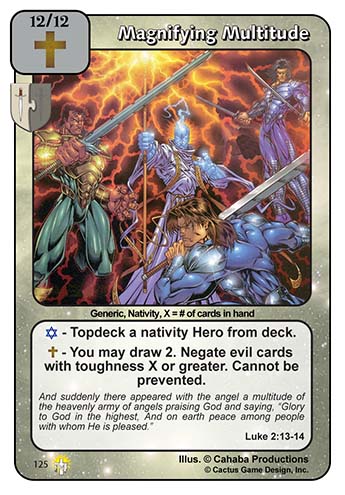 12/12
Magnifying Multitude
Generic, Nativity, X = # of cards in hand
- Topdeck a nativity Hero from deck.
- You may draw 2. Negate evil cards
with toughness X or greater. Cannot be
prevented.
And suddenly there appeared with the angel a multitude of
the heavenly army of angels praising God and saying, "Glory
to God in the highest, And on earth peace among people
with whom He is pleased."
Luke 2:13-14
125
Illus. © Cahaba Productions
© Cactus Game Design, Inc.